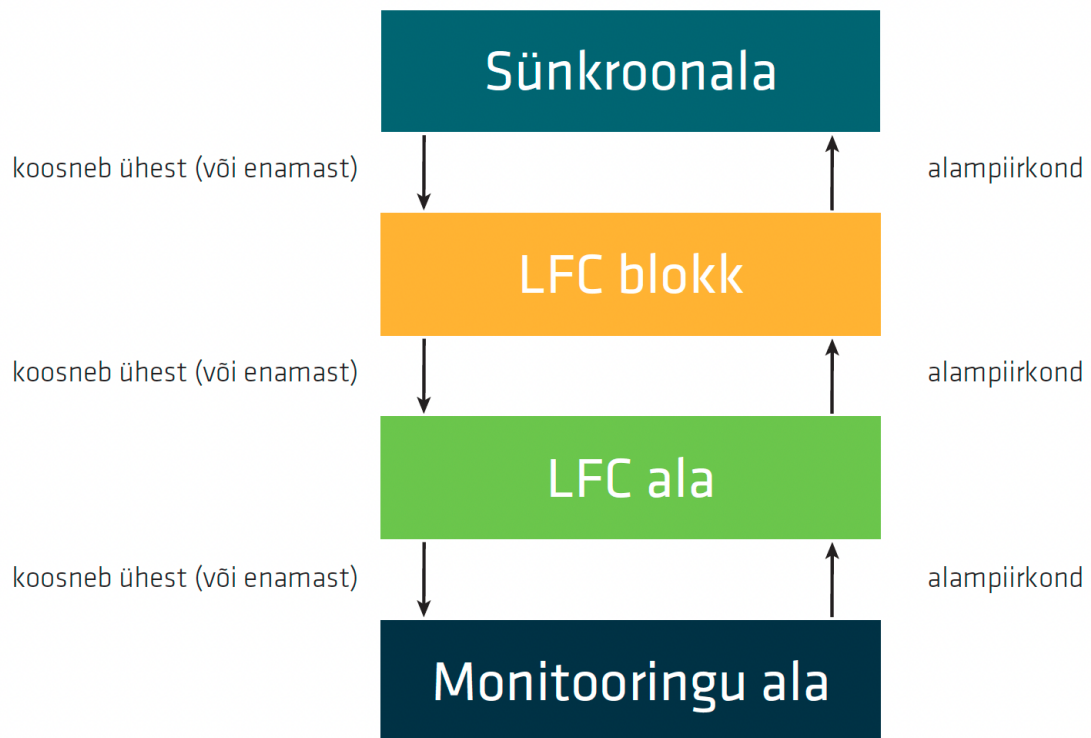 Sünkroonala
koosneb ühest (või enamast)
alampiirkond
LFC blokk
koosneb ühest (või enamast)
alampiirkond
LFC ala
koosneb ühest (või enamast)
alampiirkond
Monitooringu ala